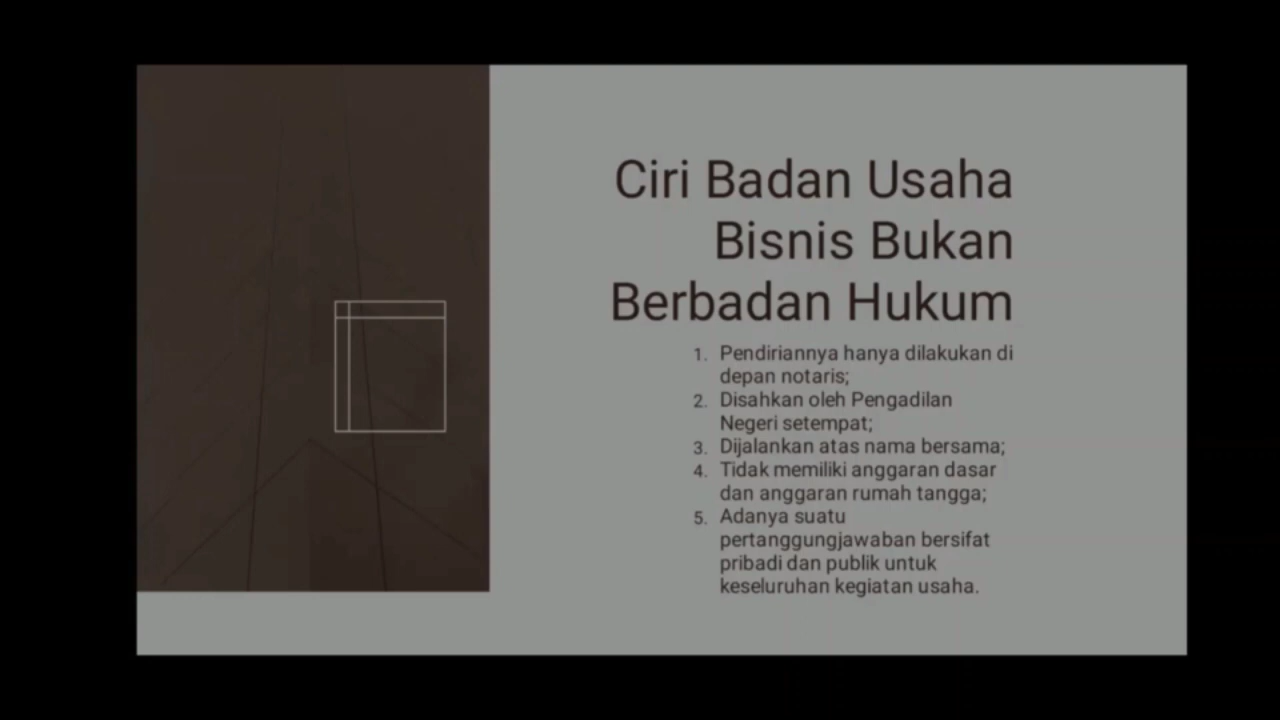 Ciri Badan Usaha
Bisnis Bukan
Berbadan Hukum
1. Pendiriannya hanya dilakukan di
depan notaris;
2. Disahkan oleh Pengadilan
Negeri setempat;
3. Dijalankan atas nama bersama;
4. Tidak memiliki anggaran dasar
dan anggaran rumah tangga;
5. Adanya suatu
pertanggungjawaban bersifat
pribadi dan publik untuk
keseluruhan kegiatan usaha.